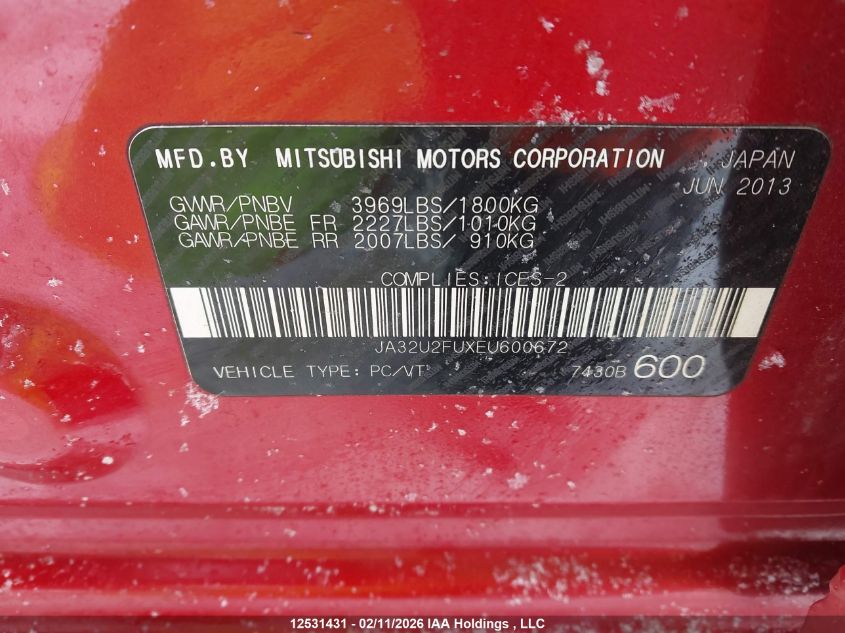 MFD.BY MITSUBISHI MOTORS CORPORATION JAPAN
JUN 2013
GVWR/PNBV 3969LBS/1800KG
GAWR/PNBE FR 2227LBS/1010KG
GAWR/PNBE RR 2007LBS/ 910KG
COMPLIES:ICES-2
JA32U2FUXEU600672
VEHICLE TYPE: PC/VT 7430B 600
12531431 - 02/11/2026 IAA Holdings , LLC